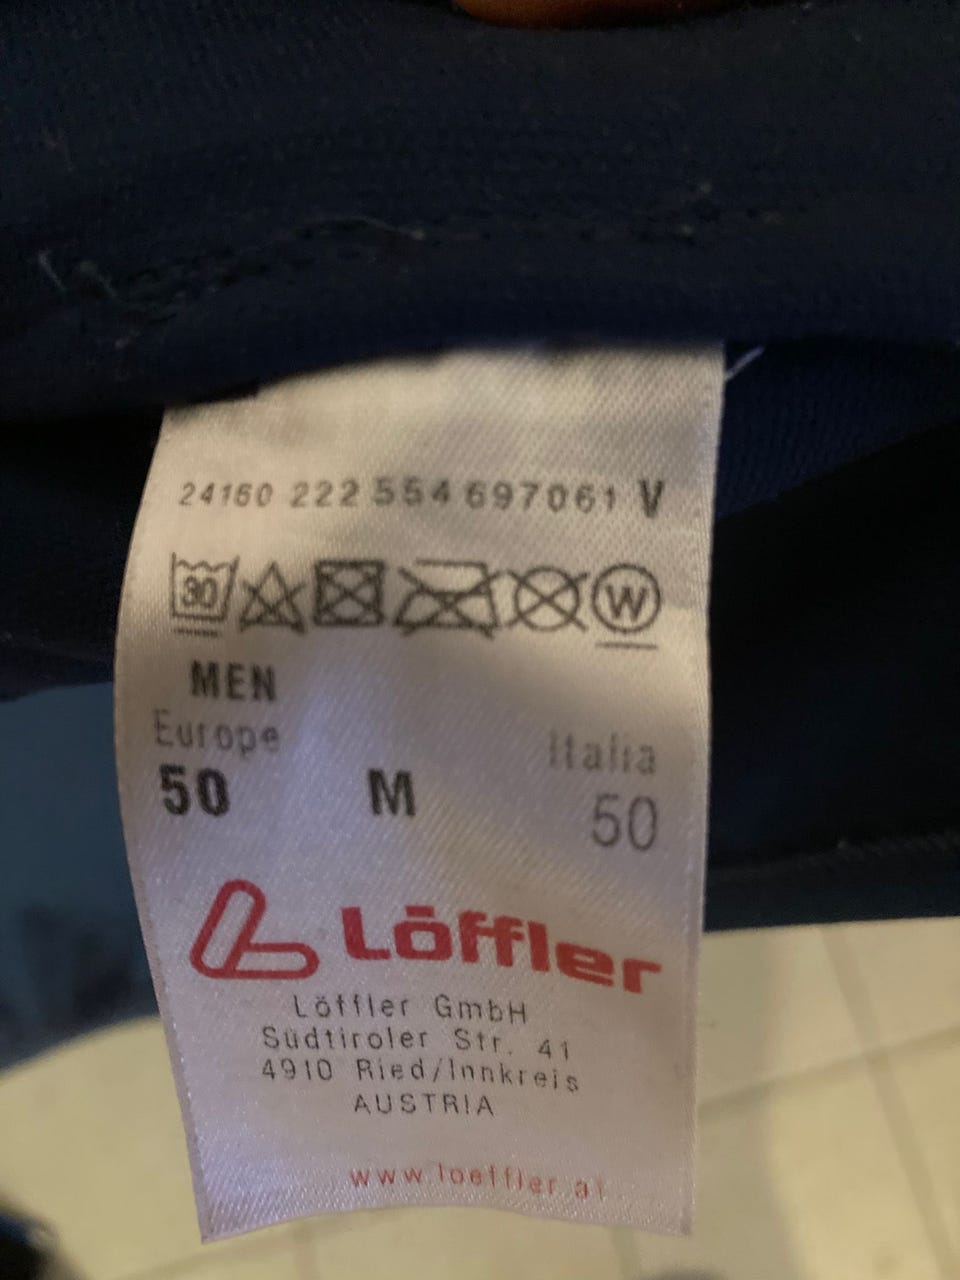 24160 222 554 697061 V
30 W
MEN
Europe Italia
50 M 50
Löffler
Löffler GmbH
Südtiroler Str. 41
4910 Ried/Innkreis
AUSTRIA
www.loeffler.at